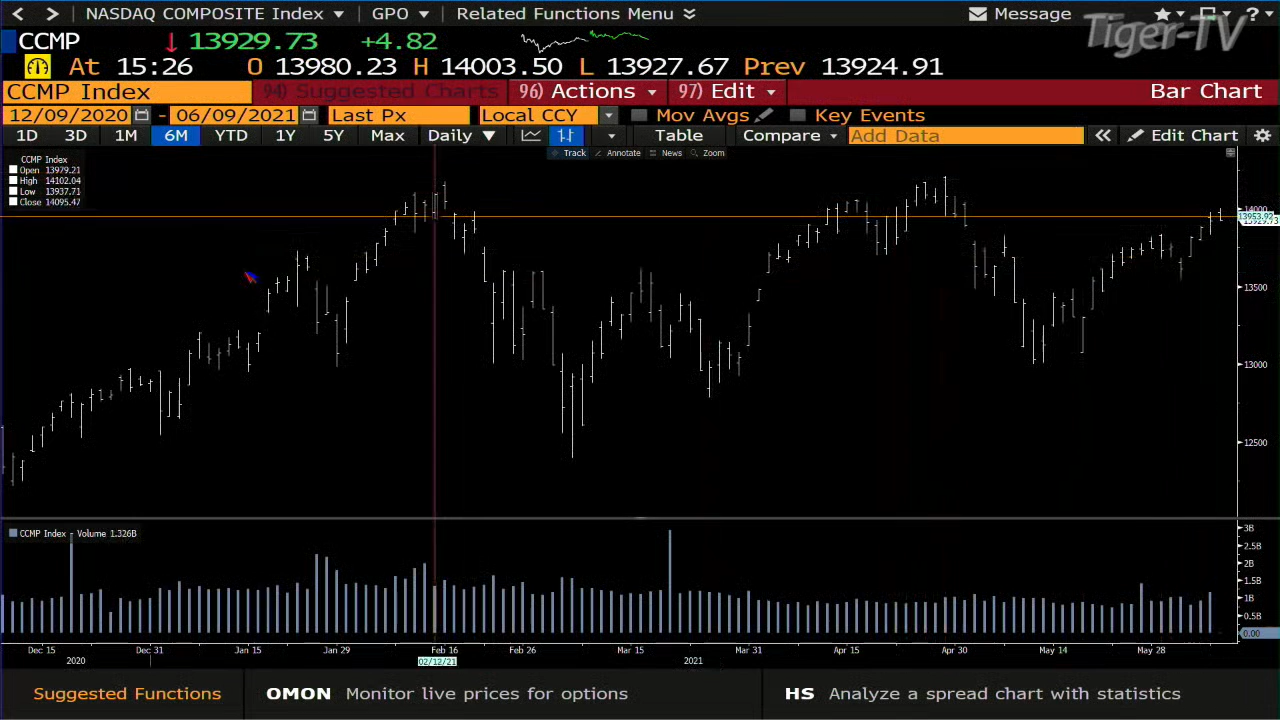 NASDAQ COMPOSITE Index GPO Related Functions Menu Message ?
Tiger-TV
CCMP 13929.73 +4.82
At 15:26 O 13980.23 H 14003.50 L 13927.67 Prev 13924.91
CCMP Index 94) Suggested Charts 96) Actions 97) Edit Bar Chart
12/09/2020 - 06/09/2021 Last Px Local CCY Mov Avgs Key Events
1D 3D 1M 6M YTD 1Y 5Y Max Daily Table Compare Add Data Edit Chart
Track Annotate News Zoom
CCMP Index
Open 13979.21
High 14102.04
Low 13937.71
Close 14095.47
14000
13953.92
13500
13000
12500
CCMP Index - Volume 1.326B
3B
2.5B
2B
1.5B
1B
0.5B
0.00
Dec 15 Dec 31 Jan 15 Jan 29 Feb 16 Feb 26 Mar 15 Mar 31 Apr 15 Apr 30 May 14 May 28
2020 02/12/21 2021
Suggested Functions OMON Monitor live prices for options HS Analyze a spread chart with statistics